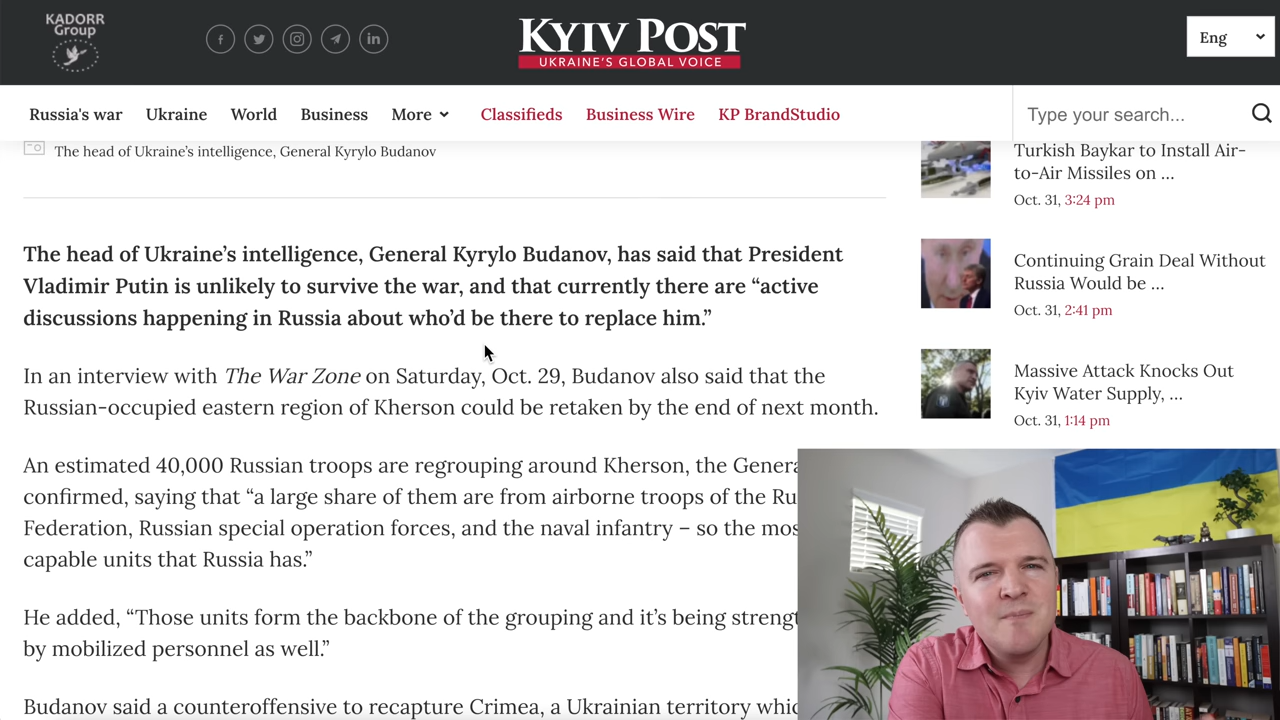 KADORR
Group
KYIV POST
UKRAINE'S GLOBAL VOICE
Eng
Russia's war
Ukraine
World
Business
More
Classifieds
Business Wire
KP BrandStudio
Type your search...
The head of Ukraine's intelligence, General Kyrylo Budanov
The head of Ukraine's intelligence, General Kyrylo Budanov, has said that President
Vladimir Putin is unlikely to survive the war, and that currently there are “active
discussions happening in Russia about who'd be there to replace him.”
In an interview with The War Zone on Saturday, Oct. 29, Budanov also said that the
Russian-occupied eastern region of Kherson could be retaken by the end of next month.
An estimated 40,000 Russian troops are regrouping around Kherson, the Genera
confirmed, saying that “a large share of them are from airborne troops of the Ru
Federation, Russian special operation forces, and the naval infantry – so the mos
capable units that Russia has.”
He added, “Those units form the backbone of the grouping and it's being strengt
by mobilized personnel as well.”
Budanov said a counteroffensive to recapture Crimea, a Ukrainian territory whic
Turkish Baykar to Install Air-
to-Air Missiles on ...
Oct. 31, 3:24 pm
Continuing Grain Deal Without
Russia Would be ...
Oct. 31, 2:41 pm
Massive Attack Knocks Out
Kyiv Water Supply, ...
Oct. 31, 1:14 pm